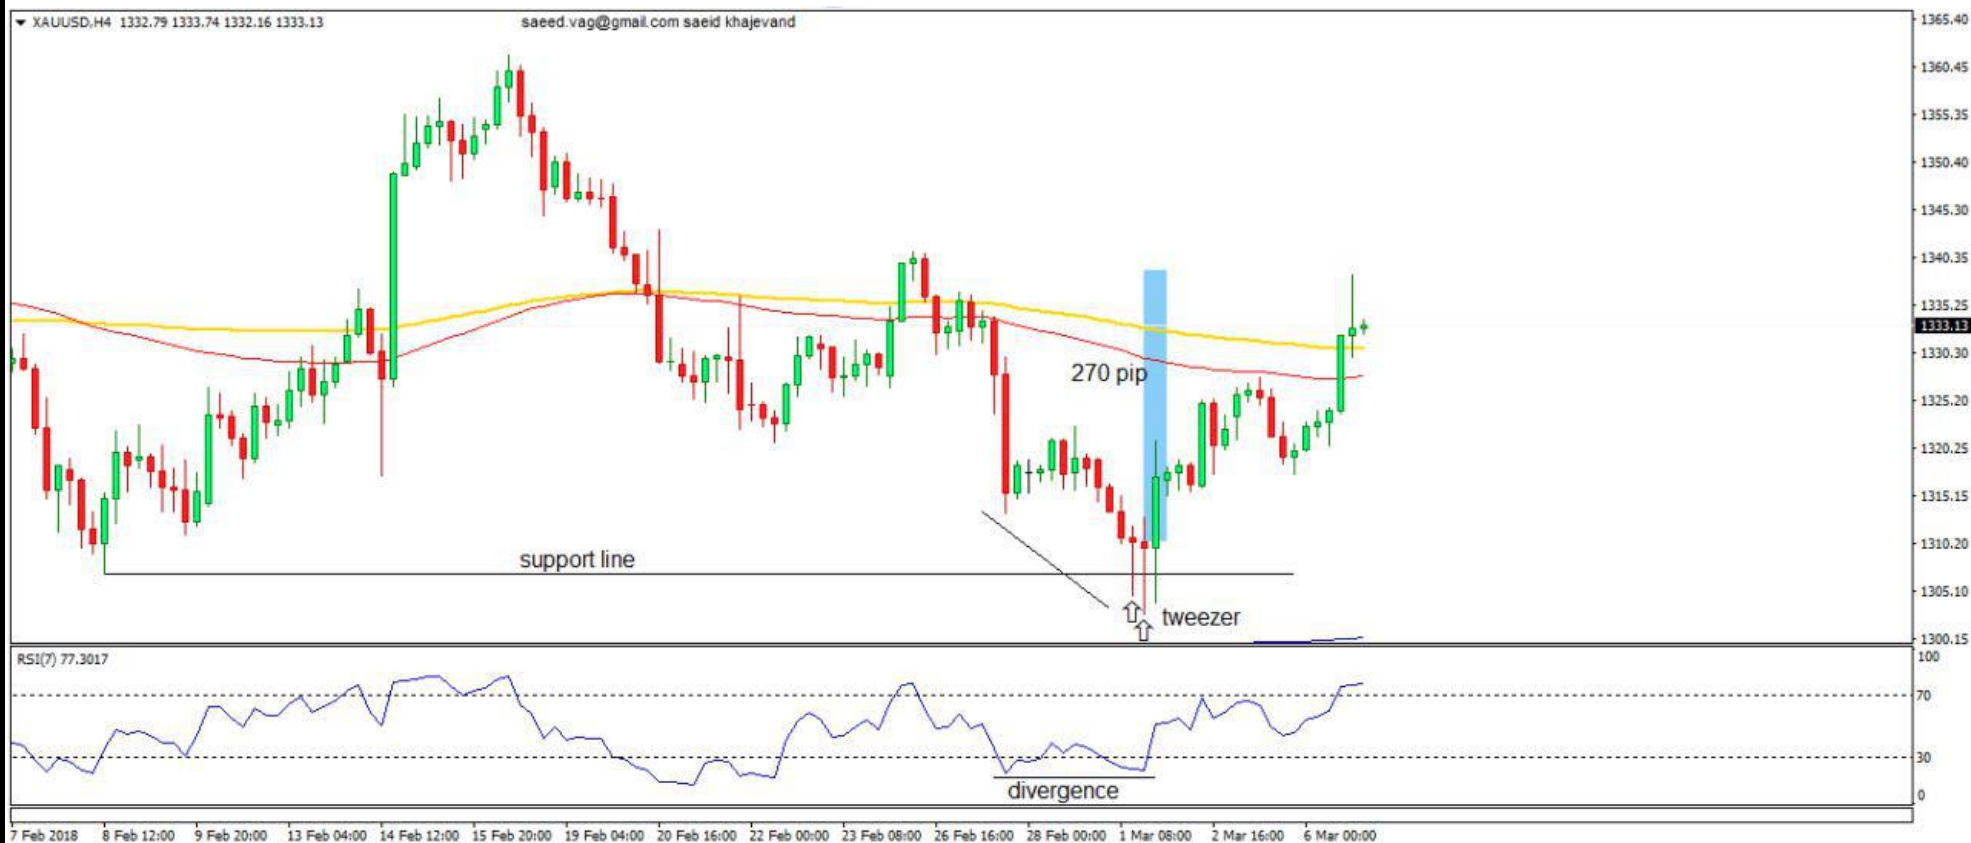 XAUUSD,H4 1332.79 1333.74 1332.16 1333.13
saeed.vag@gmail.com saeid khajevand
1365.40
1360.45
1355.35
1350.40
1345.30
1340.35
1335.25
1333.13
1330.30
270 pip
1325.20
1320.25
1315.15
1310.20
support line
1305.10
tweezer
1300.15
RSI(7) 77.3017
100
70
30
divergence
0
7 Feb 2018 8 Feb 12:00 9 Feb 20:00 13 Feb 04:00 14 Feb 12:00 15 Feb 20:00 19 Feb 04:00 20 Feb 16:00 22 Feb 00:00 23 Feb 08:00 26 Feb 16:00 28 Feb 00:00 1 Mar 08:00 2 Mar 16:00 6 Mar 00:00